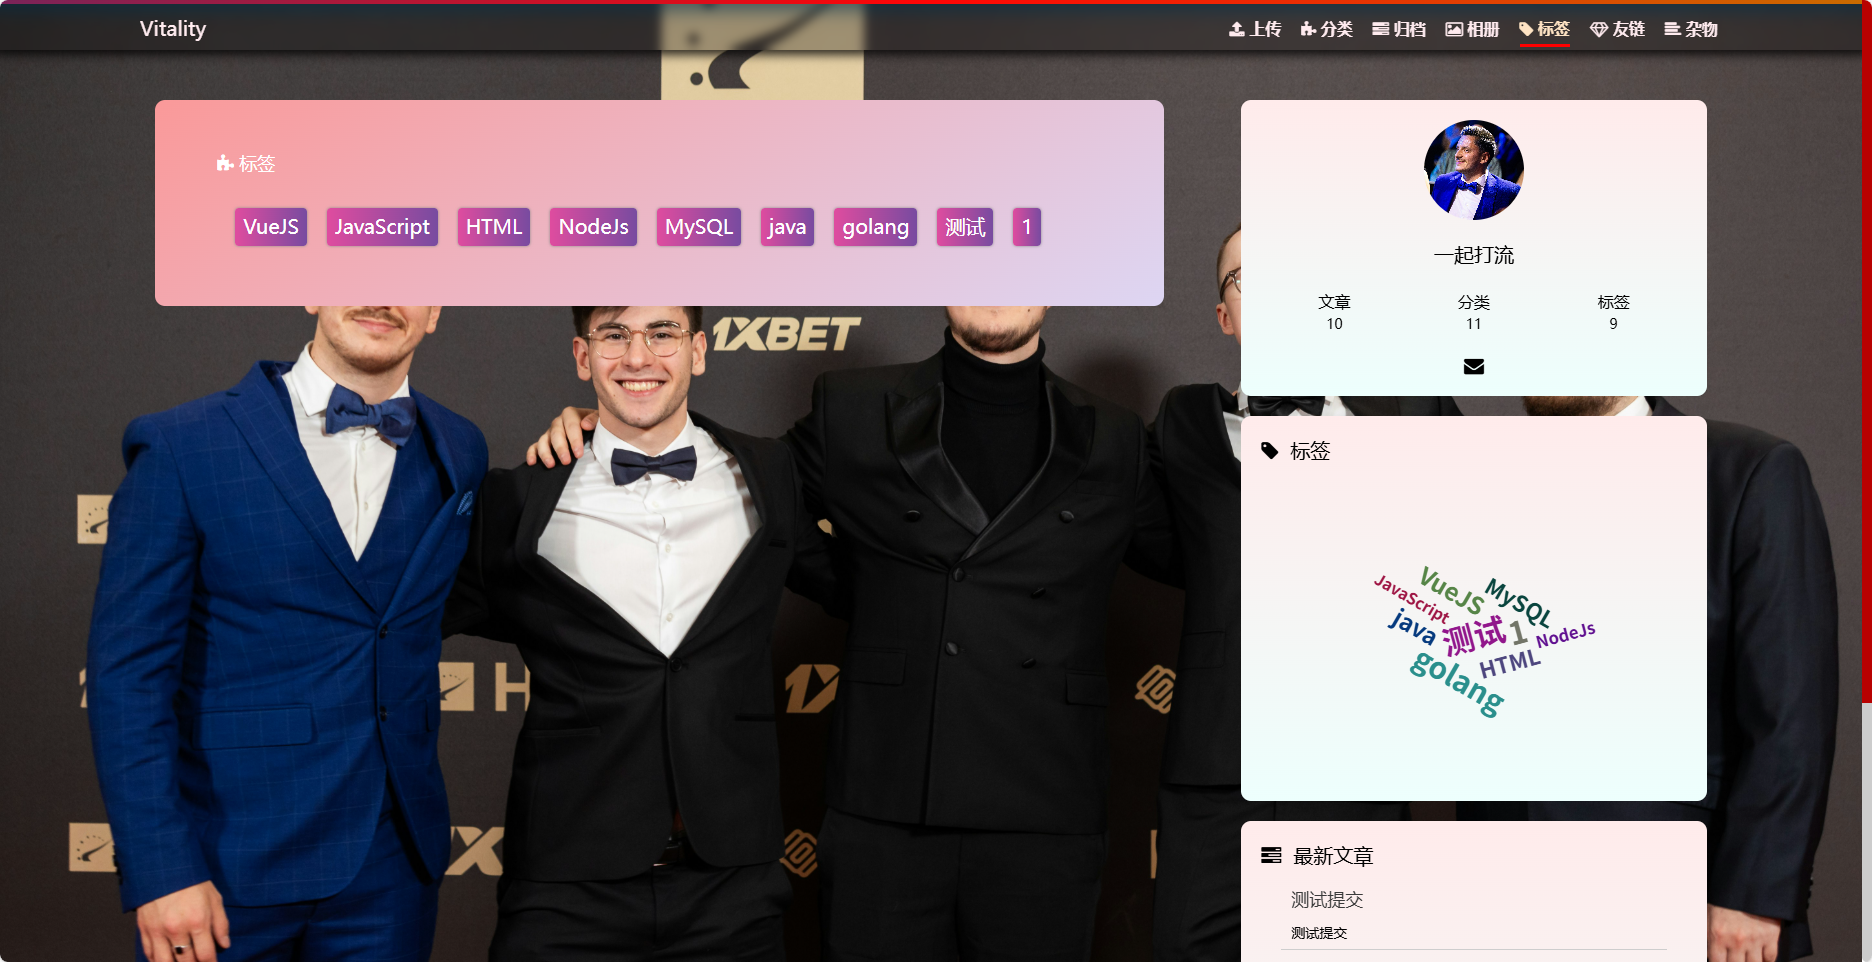 Vitality
上传 分类 归档 相册 标签 友链 杂物
标签
VueJS JavaScript HTML NodeJs MySQL java golang 测试 1
一起打流
文章 分类 标签
10 11 9
标签
VueJS
MySQL
JavaScript
java
测试
1
NodeJs
HTML
golang
最新文章
测试提交
测试提交
1XBET